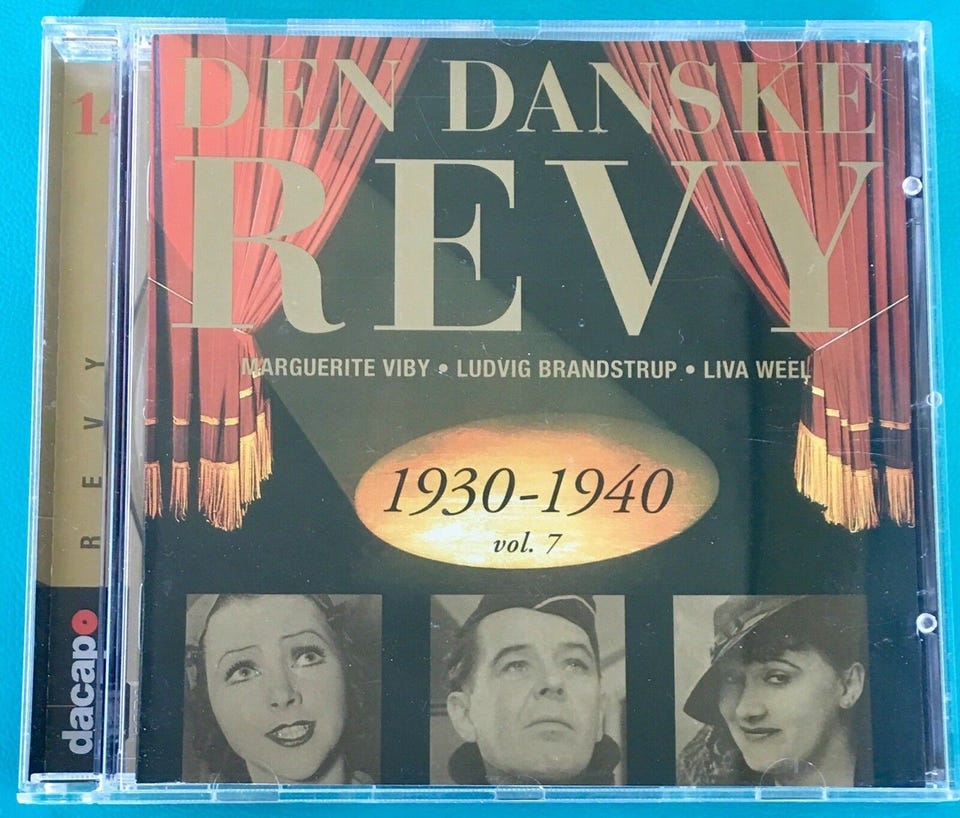 DEN DANSKE
REVY
MARGUERITE VIBY • LUDVIG BRANDSTRUP • LIVA WEEL
1930-1940
vol. 7
14
REVY
dacapo